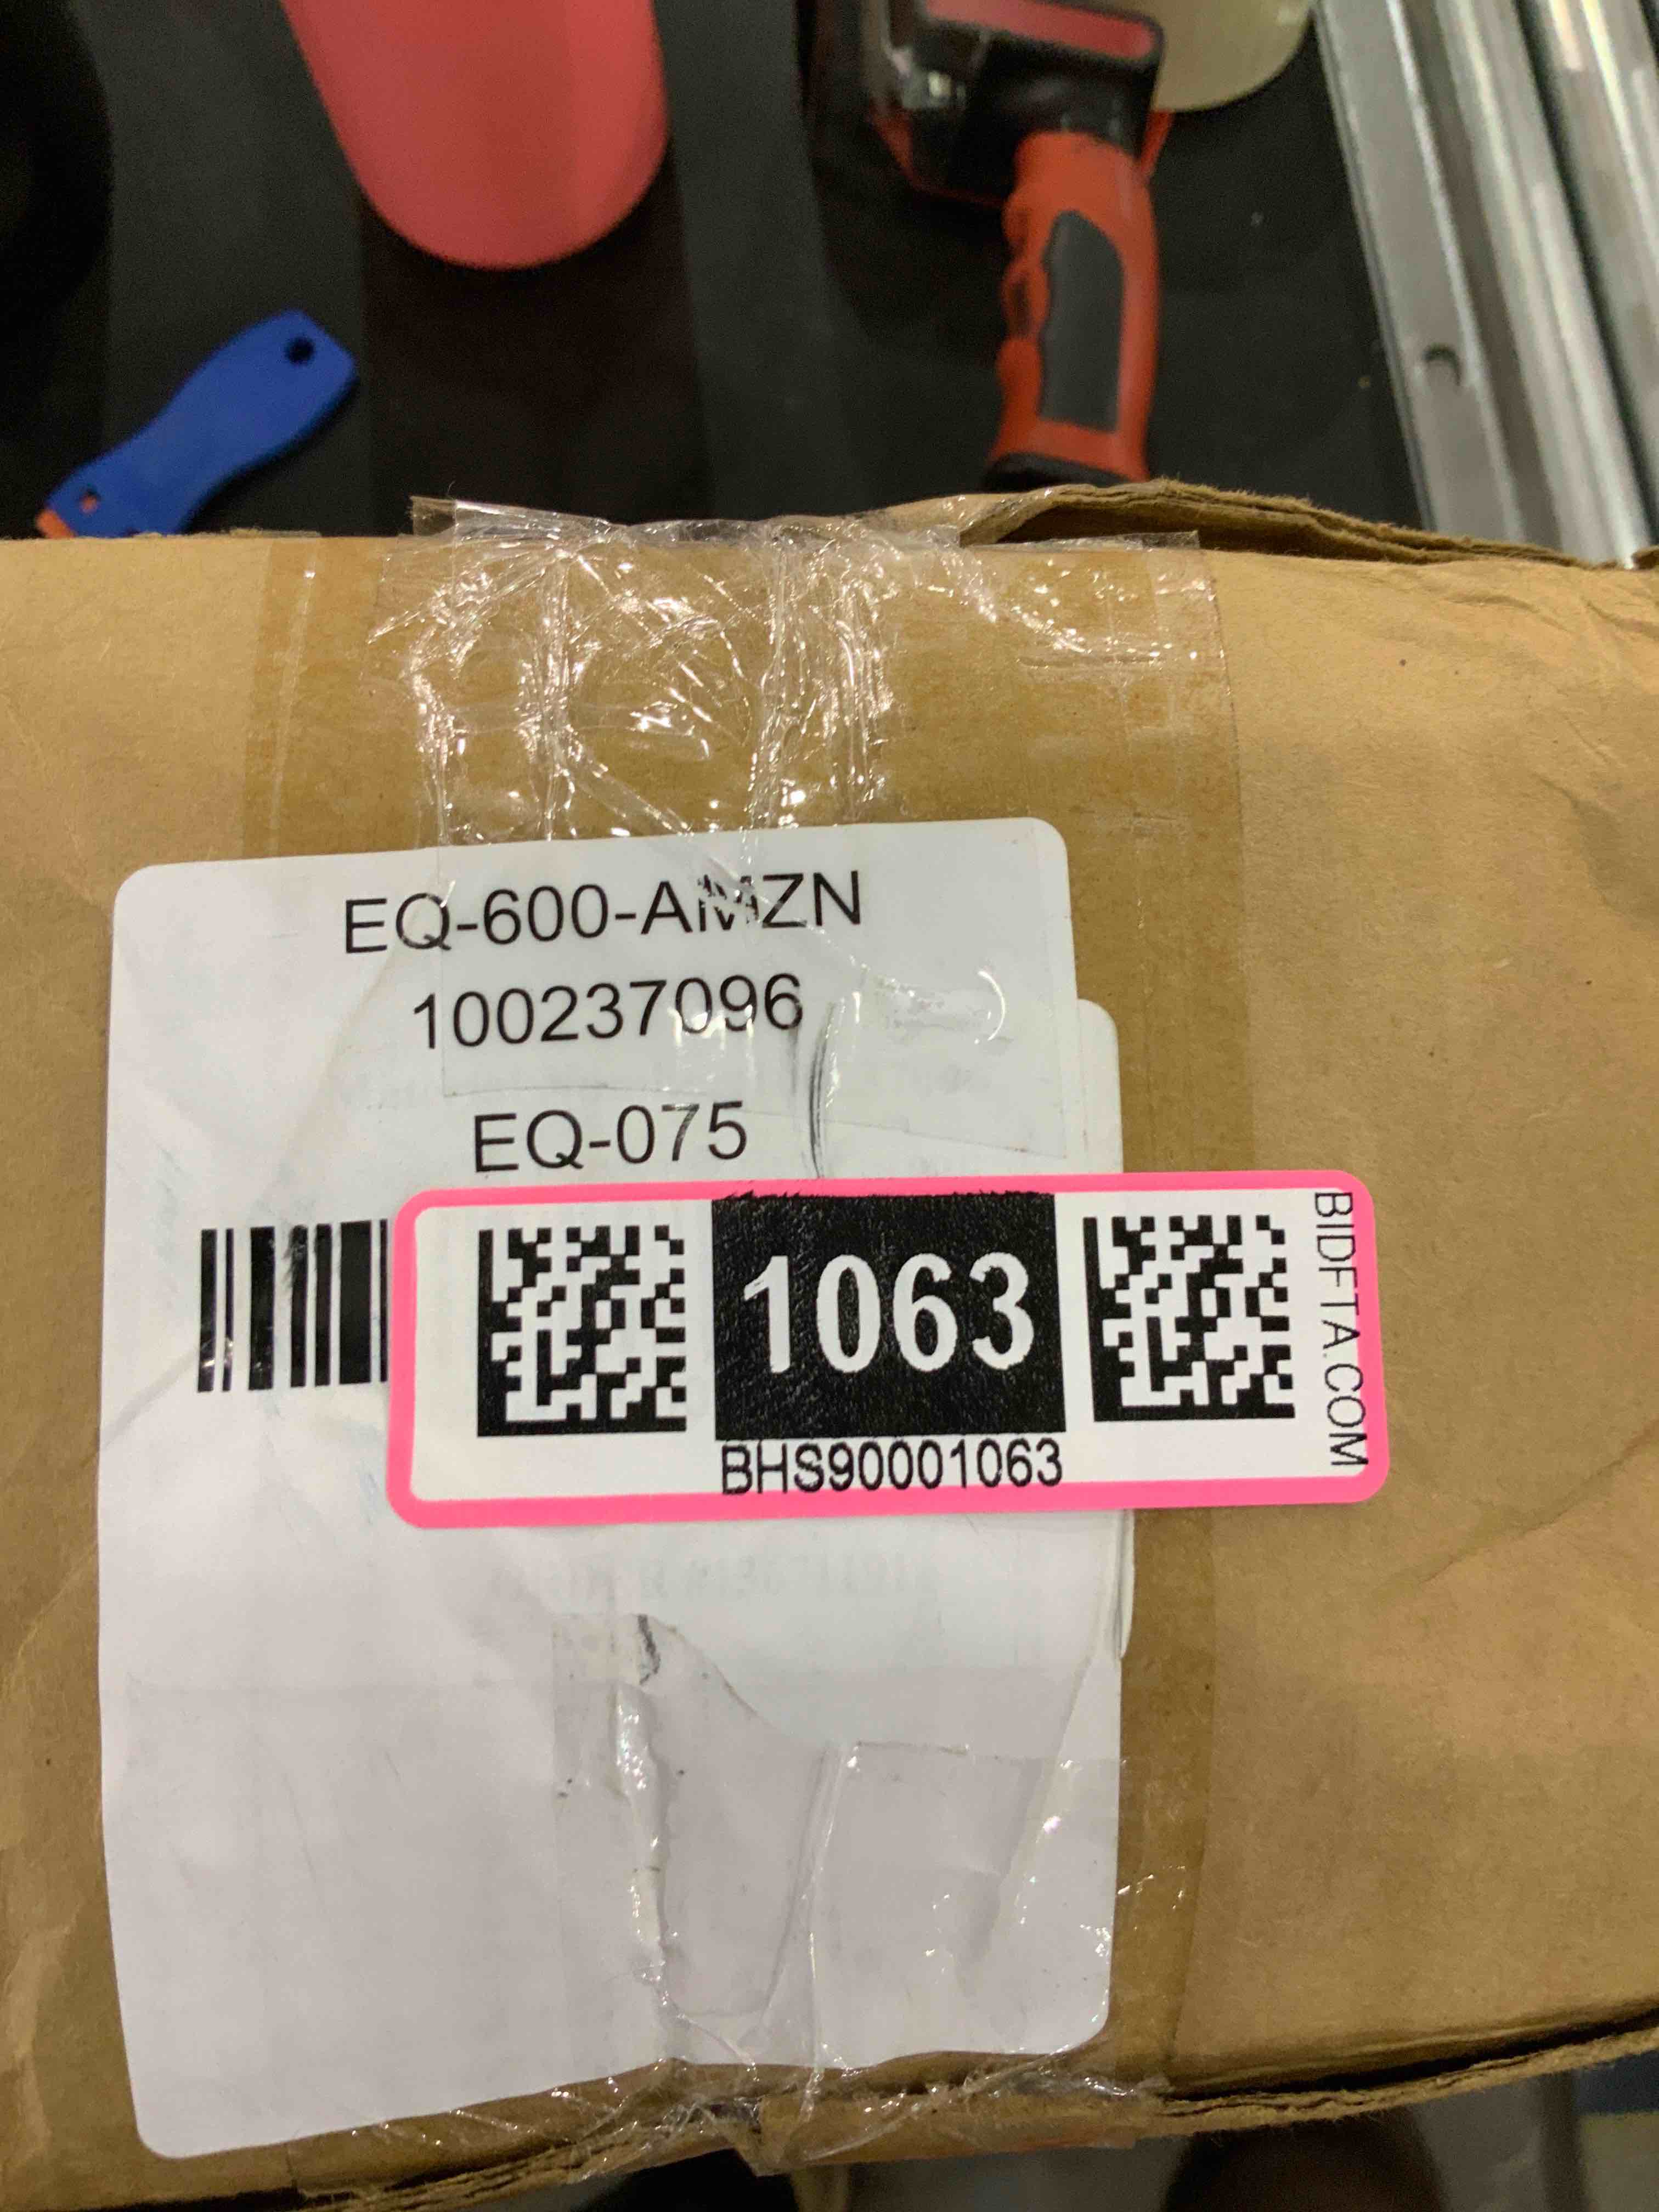 EQ-600-AMZN
100237096
EQ-075
1063
BHS90001063
BIDFTA.COM